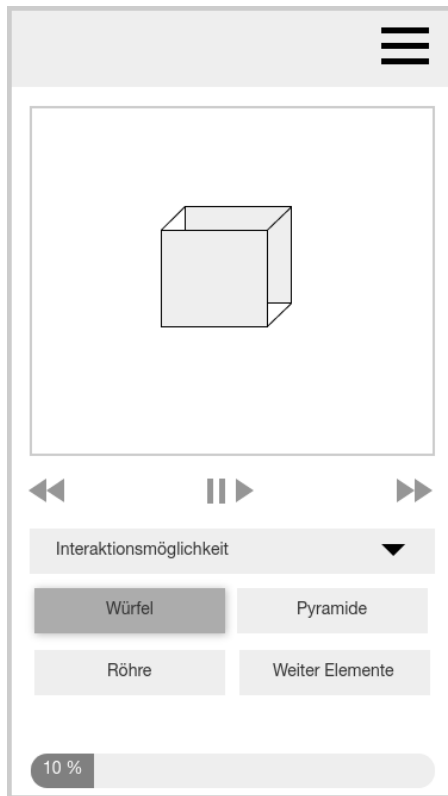 Interaktionsmöglichkeit
Würfel
Pyramide
Röhre
Weiter Elemente
10 %